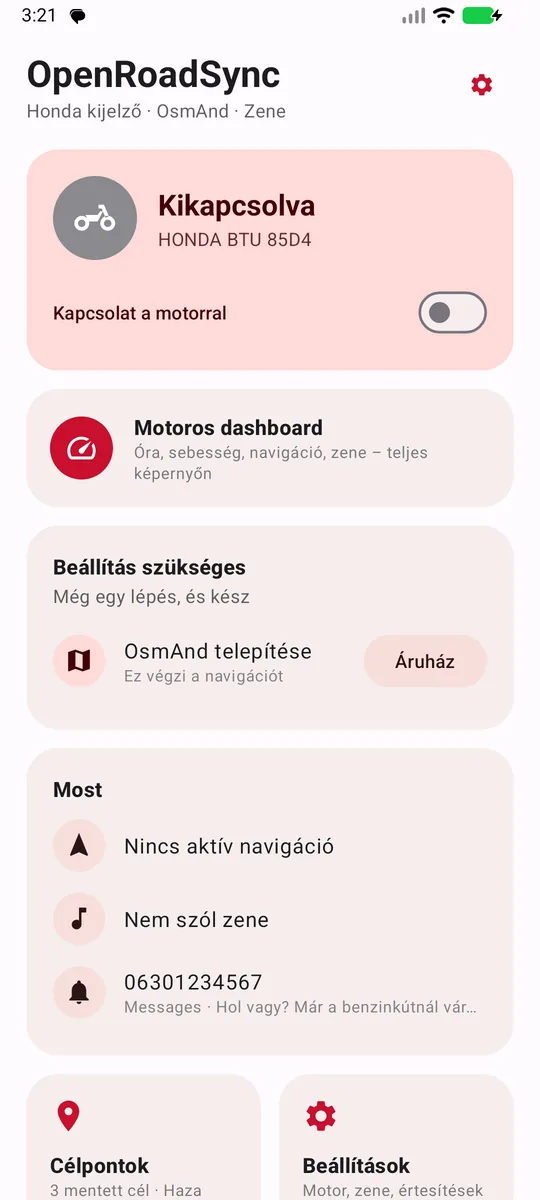 3:21
OpenRoadSync
Honda kijelző · OsmAnd · Zene
Kikapcsolva
HONDA BTU 85D4
Kapcsolat a motorral
Motoros dashboard
Óra, sebesség, navigáció, zene – teljes
képernyőn
Beállítás szükséges
Még egy lépés, és kész
OsmAnd telepítése
Ez végzi a navigációt
Áruház
Most
Nincs aktív navigáció
Nem szól zene
06301234567
Messages · Hol vagy? Már a benzinkútnál vár…
Célpontok
3 mentett cél · Haza
Beállítások
Motor, zene, értesítések